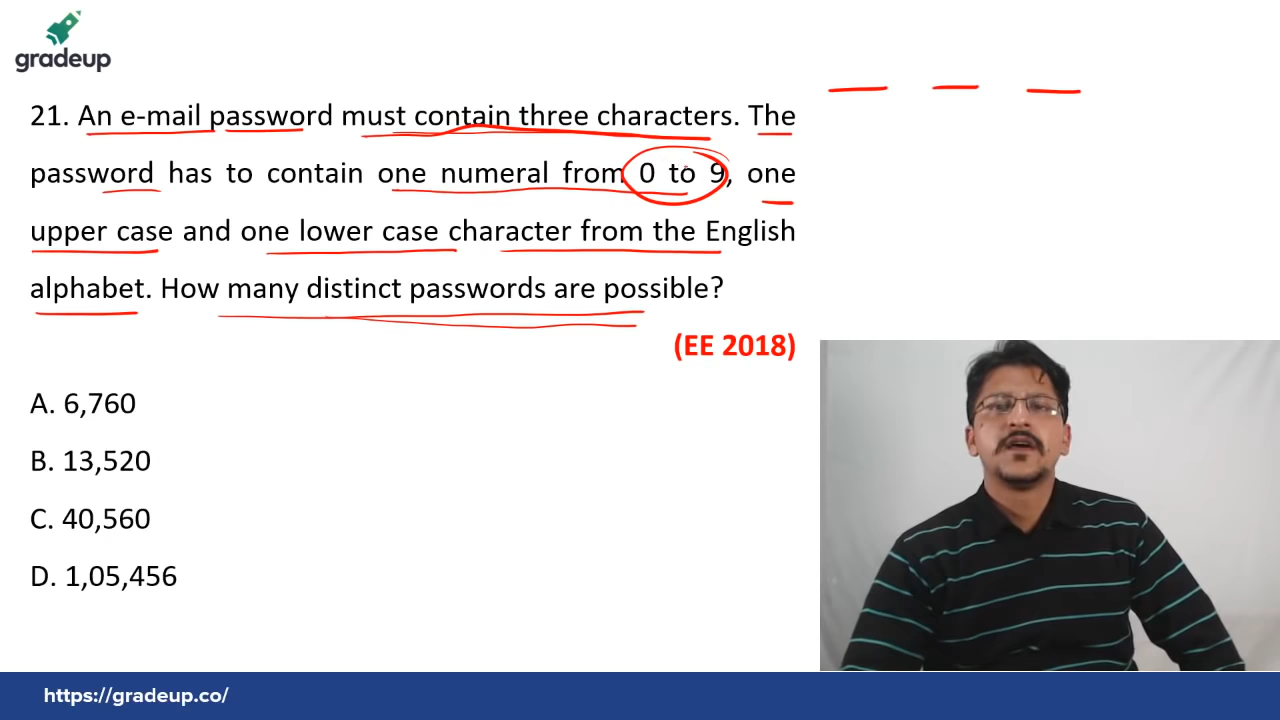 gradeup
21. An e-mail password must contain three characters. The
password has to contain one numeral from 0 to 9, one
upper case and one lower case character from the English
alphabet. How many distinct passwords are possible?
(EE 2018)
A. 6,760
B. 13,520
C. 40,560
D. 1,05,456
https://gradeup.co/